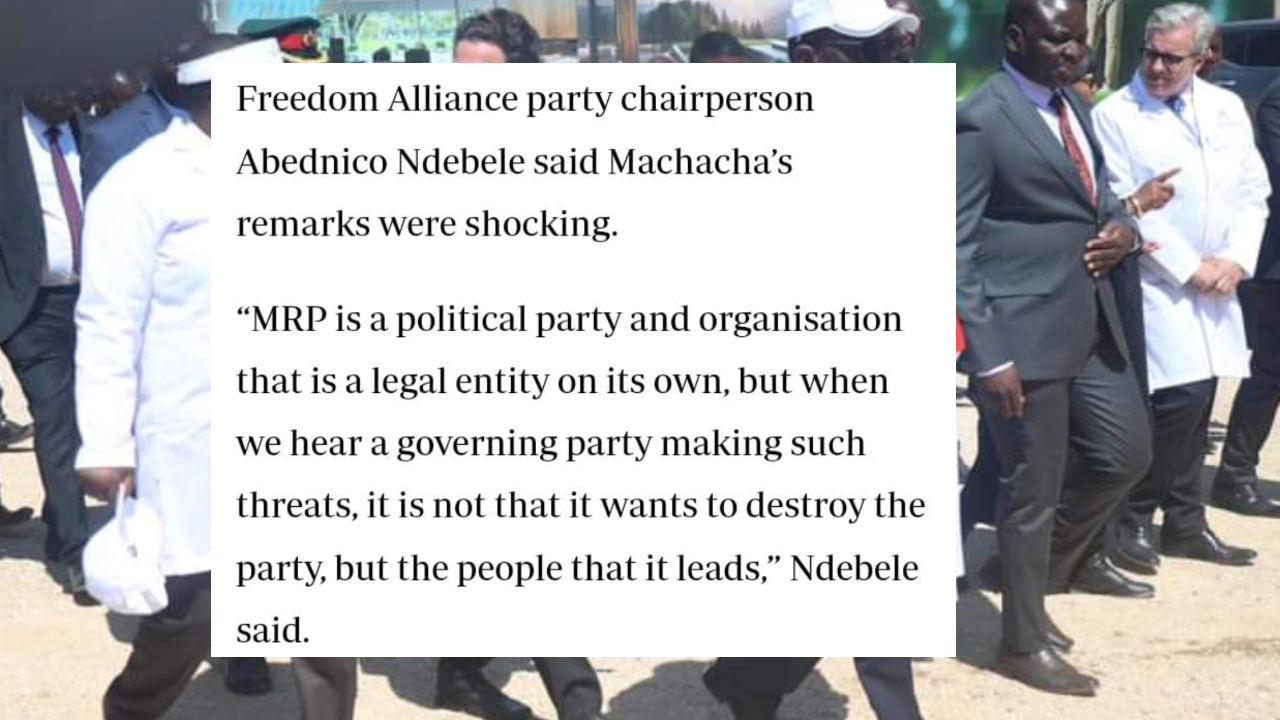 Freedom Alliance party chairperson
Abednico Ndebele said Machacha’s
remarks were shocking.
“MRP is a political party and organisation
that is a legal entity on its own, but when
we hear a governing party making such
threats, it is not that it wants to destroy the
party, but the people that it leads,” Ndebele
said.